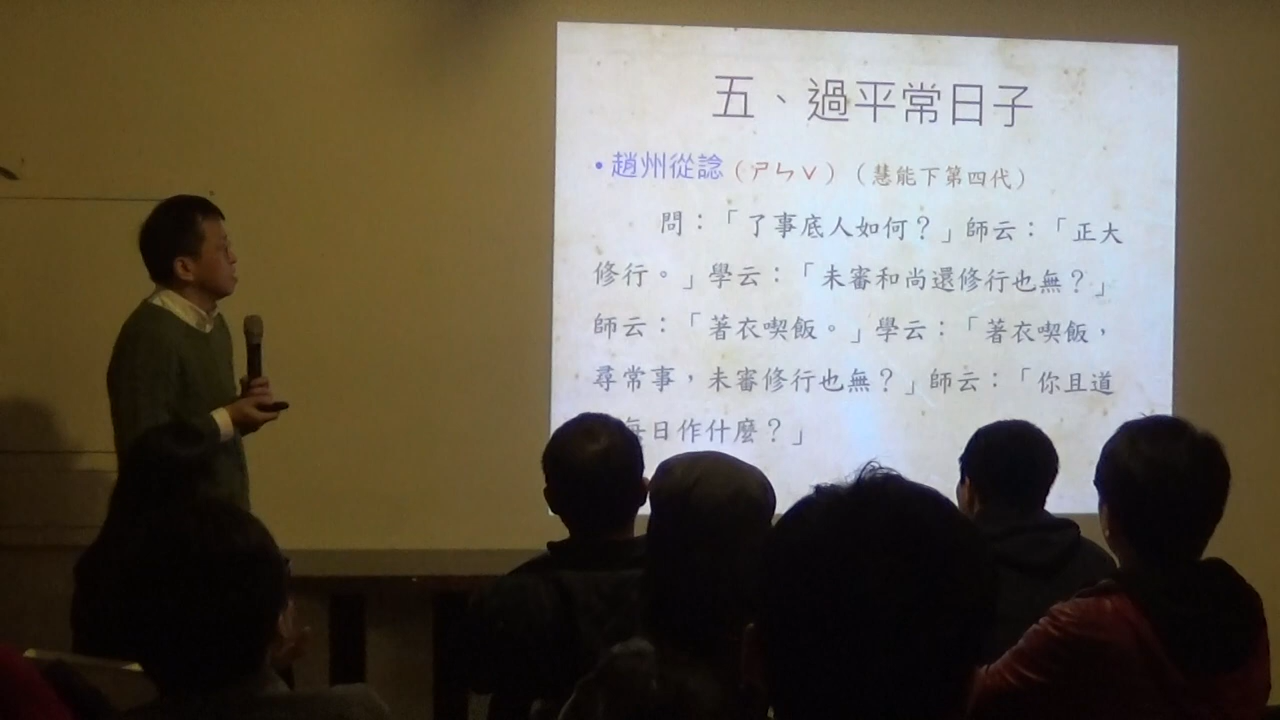 五、過平常日子
•趙州從諗（ㄕㄣˇ）（慧能下第四代）
問：「了事底人如何？」師云：「正大
修行。」學云：「未審和尚還修行也無？」
師云：「著衣喫飯。」學云：「著衣喫飯，
尋常事，未審修行也無？」師云：「你且道
每日作什麼？」